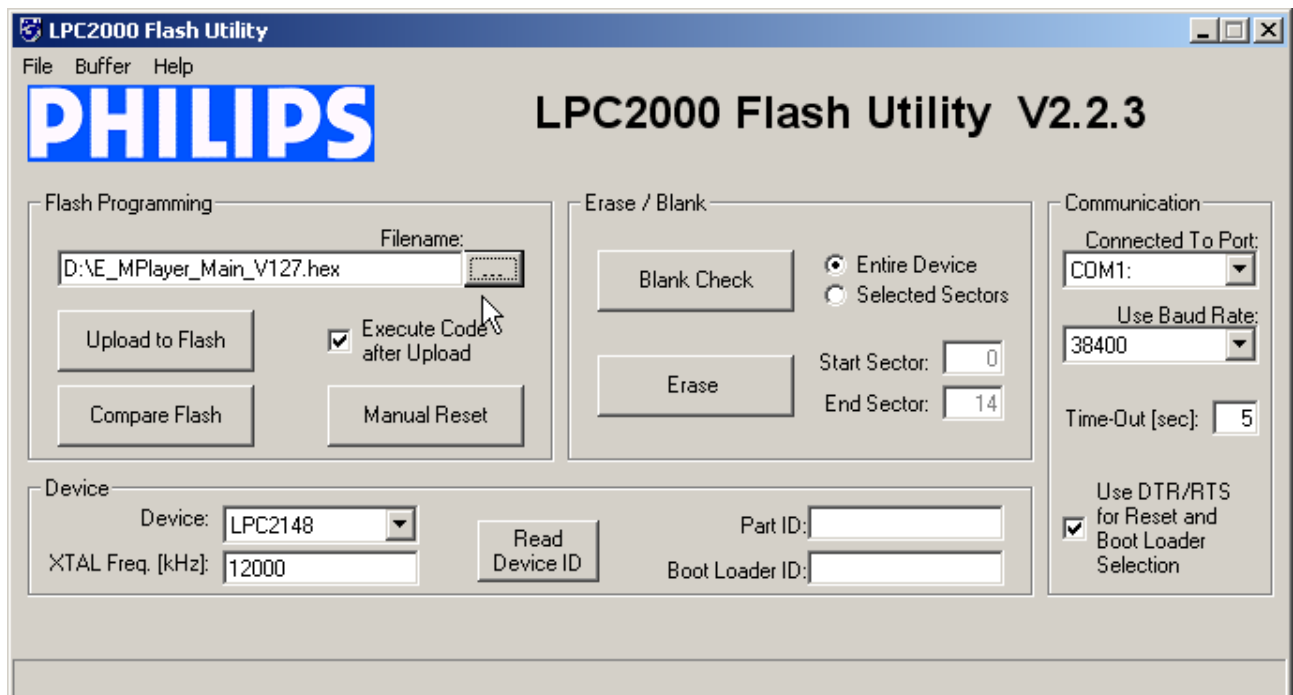 LPC2000 Flash Utility
File Buffer Help
PHILIPS
LPC2000 Flash Utility V2.2.3
Flash Programming
Filename:
D:\E_MPlayer_Main_V127.hex
...
Upload to Flash
Execute Code
after Upload
Compare Flash
Manual Reset
Erase / Blank
Blank Check
Entire Device
Selected Sectors
Erase
Start Sector: 0
End Sector: 14
Communication
Connected To Port:
COM1:
Use Baud Rate:
38400
Time-Out [sec]: 5
Use DTR/RTS
for Reset and
Boot Loader
Selection
Device
Device: LPC2148
XTAL Freq. [kHz]: 12000
Read
Device ID
Part ID:
Boot Loader ID: